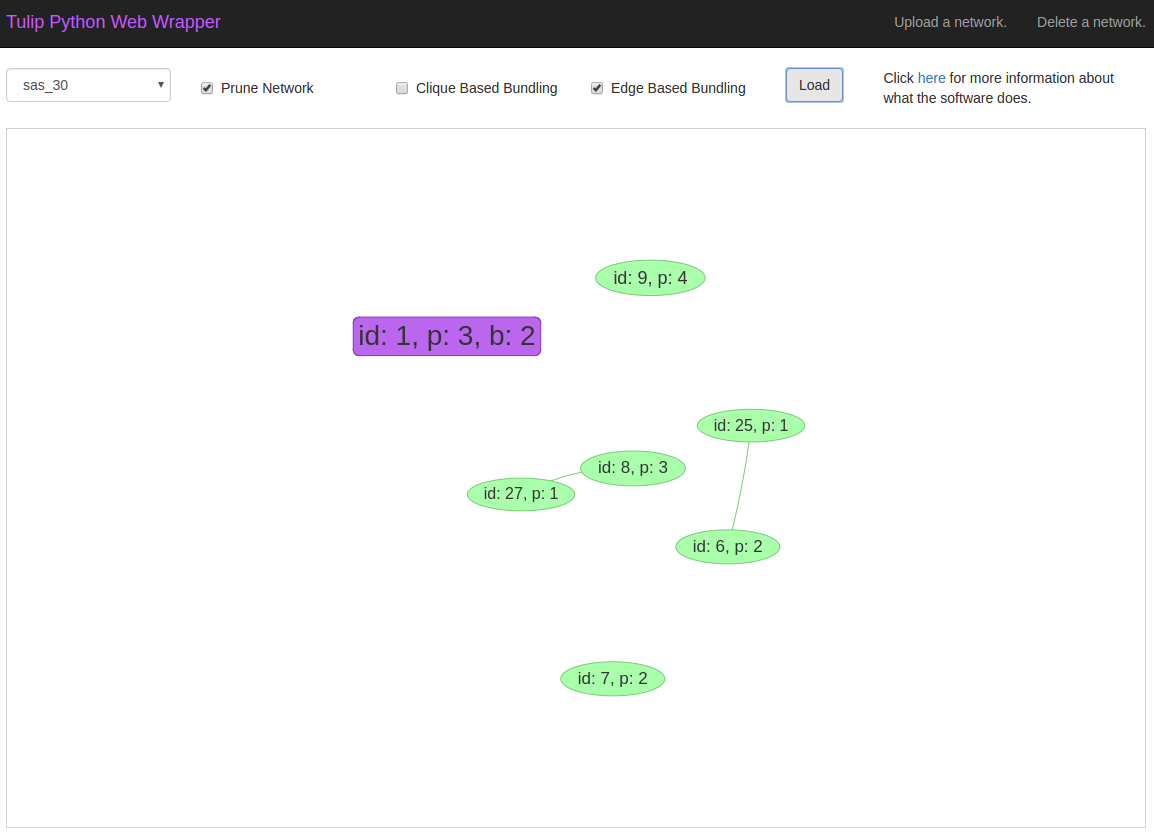 Tulip Python Web Wrapper
Upload a network.
Delete a network.
sas_30
Prune Network
Clique Based Bundling
Edge Based Bundling
Load
Click here for more information about
what the software does.
id: 9, p: 4
id: 1, p: 3, b: 2
id: 25, p: 1
id: 8, p: 3
id: 27, p: 1
id: 6, p: 2
id: 7, p: 2